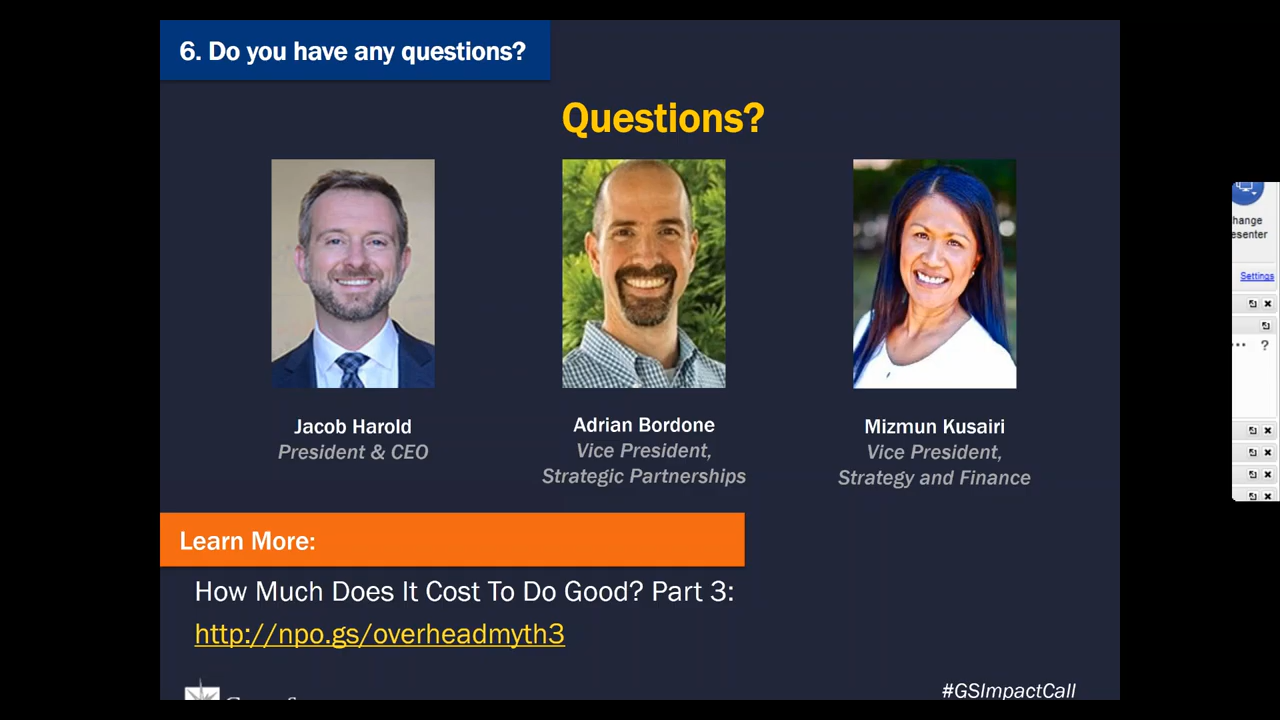 6. Do you have any questions?
Questions?
Jacob Harold
President & CEO
Adrian Bordone
Vice President,
Strategic Partnerships
Mizmun Kusairi
Vice President,
Strategy and Finance
Learn More:
How Much Does It Cost To Do Good? Part 3:
http://npo.gs/overheadmyth3
#GSImpactCall
hange
esenter
Settings
?